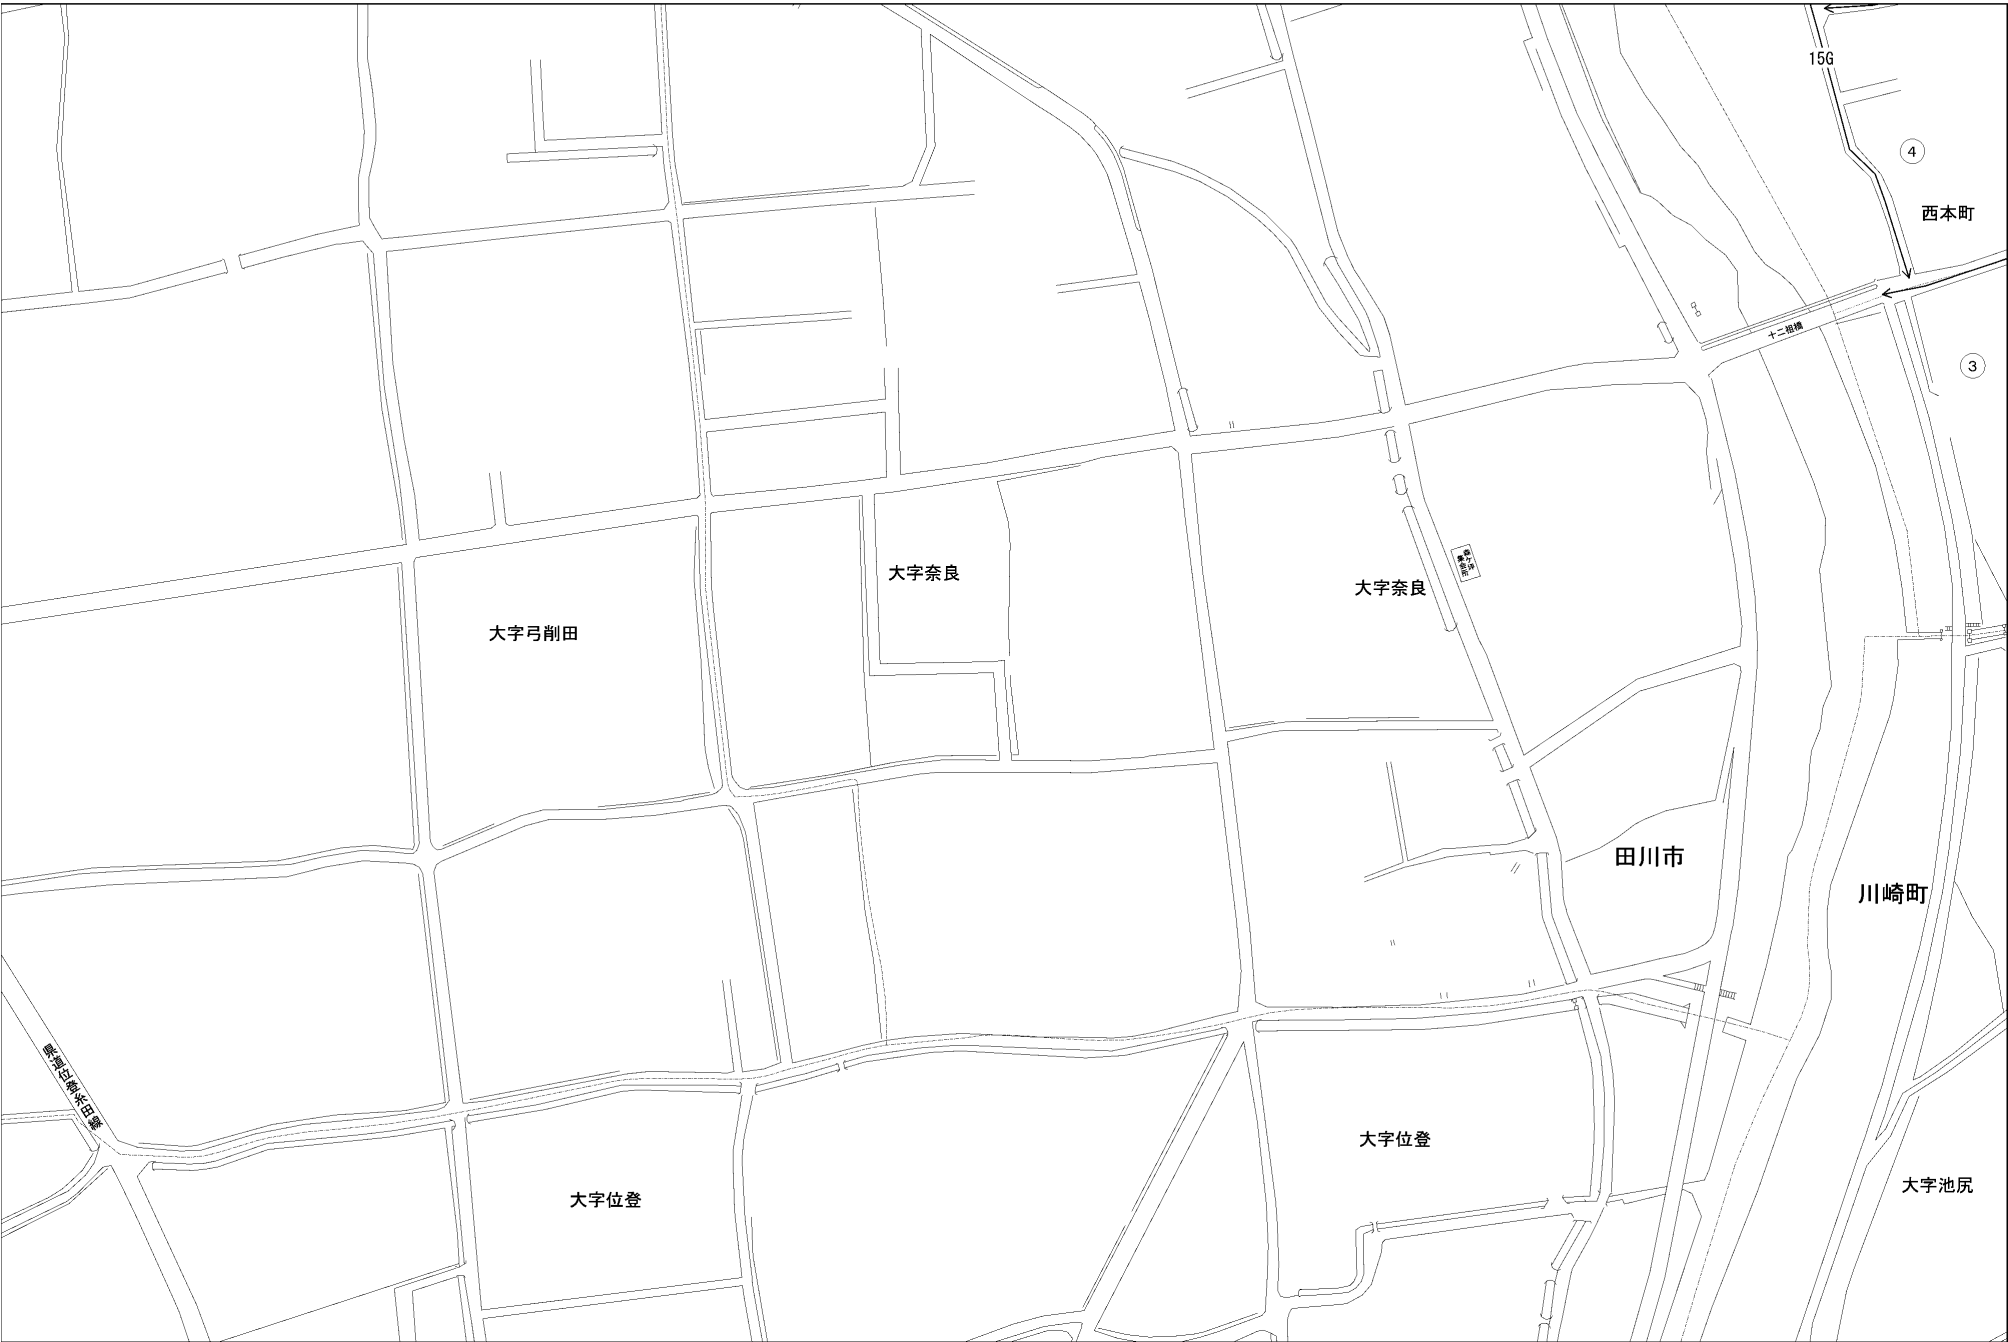 15G
④
西本町
十二祖橋
③
大字奈良
大字奈良
大字弓削田
田川市
川崎町
県道位登糸田線
大字位登
大字池尻
大字位登